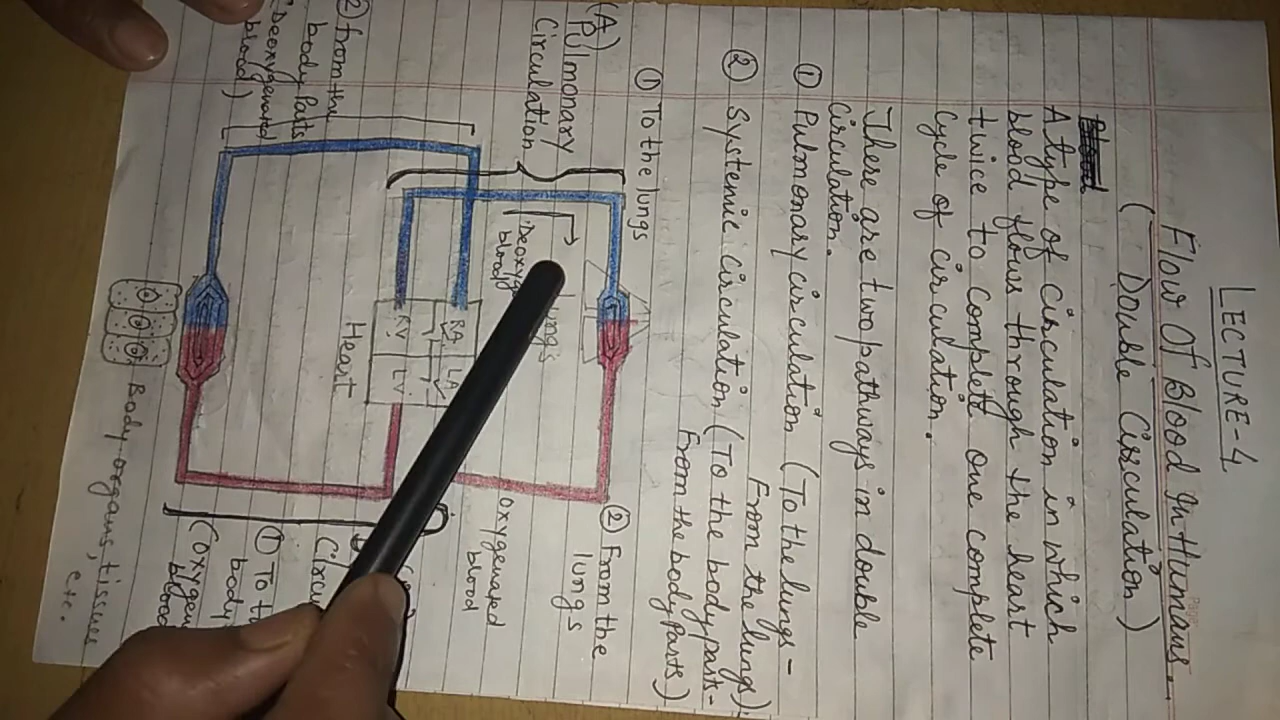 LECTURE-4
Flow Of Blood In Humans..
( Double Circulation )
A type of circulation in which
blood flows through the heart
twice to complete one complete
cycle of circulation.
There are two pathways in double
circulation.
① Pulmonary circulation (To the lungs -
From the lungs)
② Systemic circulation (To the body parts -
From the body parts)
① To the lungs
② From the
lungs
(A)
Pulmonary
Circulation
Deoxy
blood
lungs
oxygenated
blood
② from the
body parts
(Deoxygenated
blood)
RA
LA
RV
LV
Heart
① To th
body
(oxygen
blood
Body organs, tissues
etc.